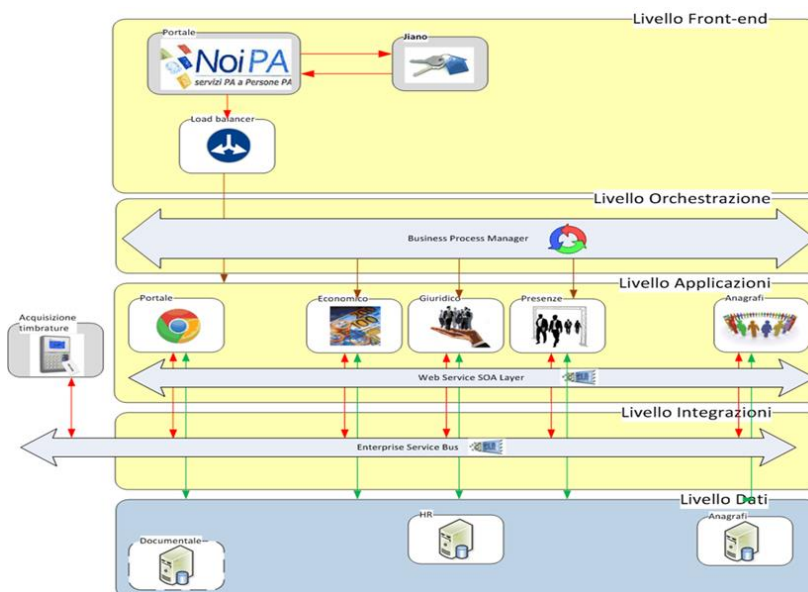 Livello Front-end
Portale
NoiPA
servizi PA a Persone PA
Jiano
Load balancer
Livello Orchestrazione
Business Process Manager
Livello Applicazioni
Portale
Economico
Giuridico
Presenze
Anagrafi
Acquisizione
timbrature
Web Service SOA Layer
Livello Integrazioni
Enterprise Service Bus
Livello Dati
HR
Documentale
Anagrafi